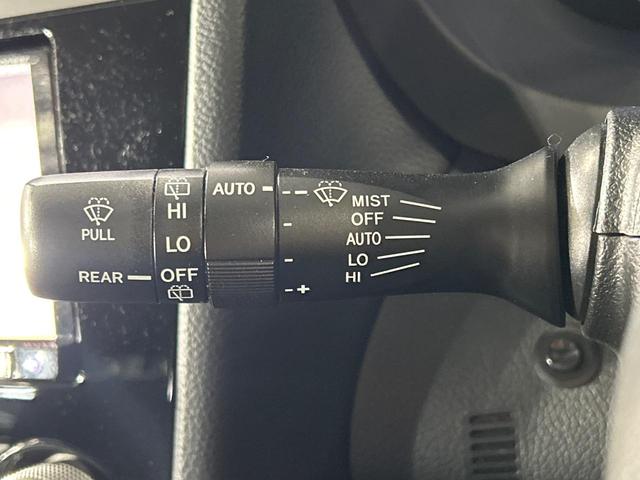 PULL
REAR
HI
LO
OFF
AUTO
- +
MIST
OFF
AUTO
LO
HI